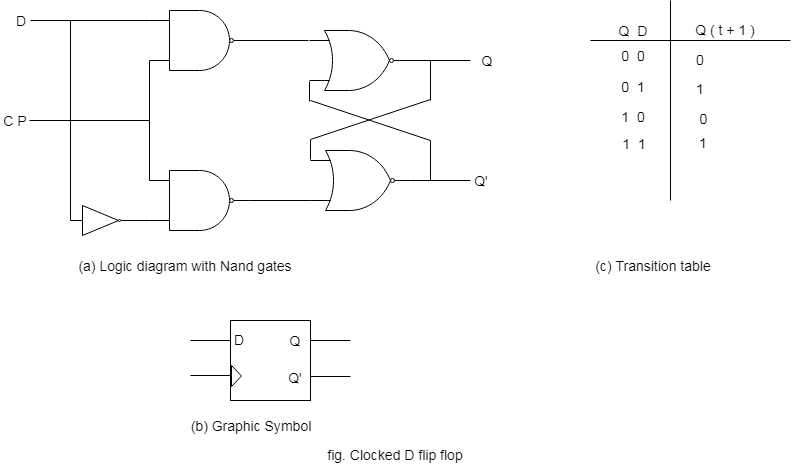 D
C P
Q
Q'
(a) Logic diagram with Nand gates
Q D Q ( t + 1 )
0 0 0
0 1 1
1 0 0
1 1 1
(c) Transition table
D Q
Q'
(b) Graphic Symbol
fig. Clocked D flip flop